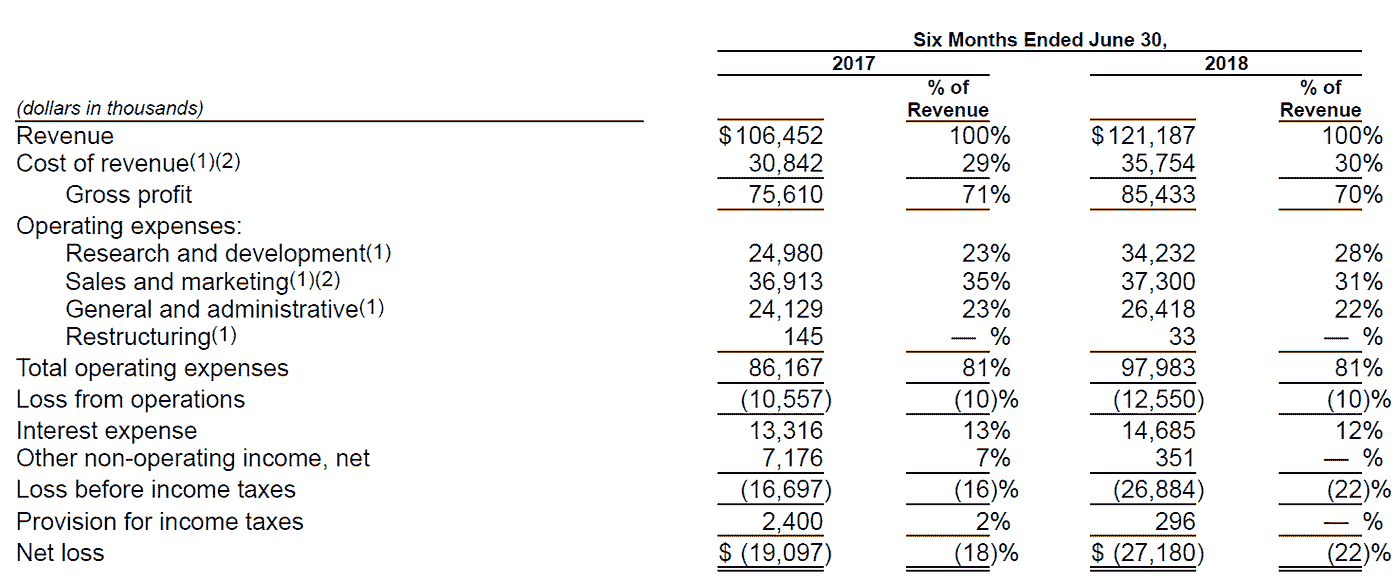 Six Months Ended June 30,
2017 2018
% of % of
(dollars in thousands) Revenue Revenue
Revenue $106,452 100% $121,187 100%
Cost of revenue(1)(2) 30,842 29% 35,754 30%
Gross profit 75,610 71% 85,433 70%
Operating expenses:
Research and development(1) 24,980 23% 34,232 28%
Sales and marketing(1)(2) 36,913 35% 37,300 31%
General and administrative(1) 24,129 23% 26,418 22%
Restructuring(1) 145 — % 33 — %
Total operating expenses 86,167 81% 97,983 81%
Loss from operations (10,557) (10)% (12,550) (10)%
Interest expense 13,316 13% 14,685 12%
Other non-operating income, net 7,176 7% 351 — %
Loss before income taxes (16,697) (16)% (26,884) (22)%
Provision for income taxes 2,400 2% 296 — %
Net loss $ (19,097) (18)% $ (27,180) (22)%